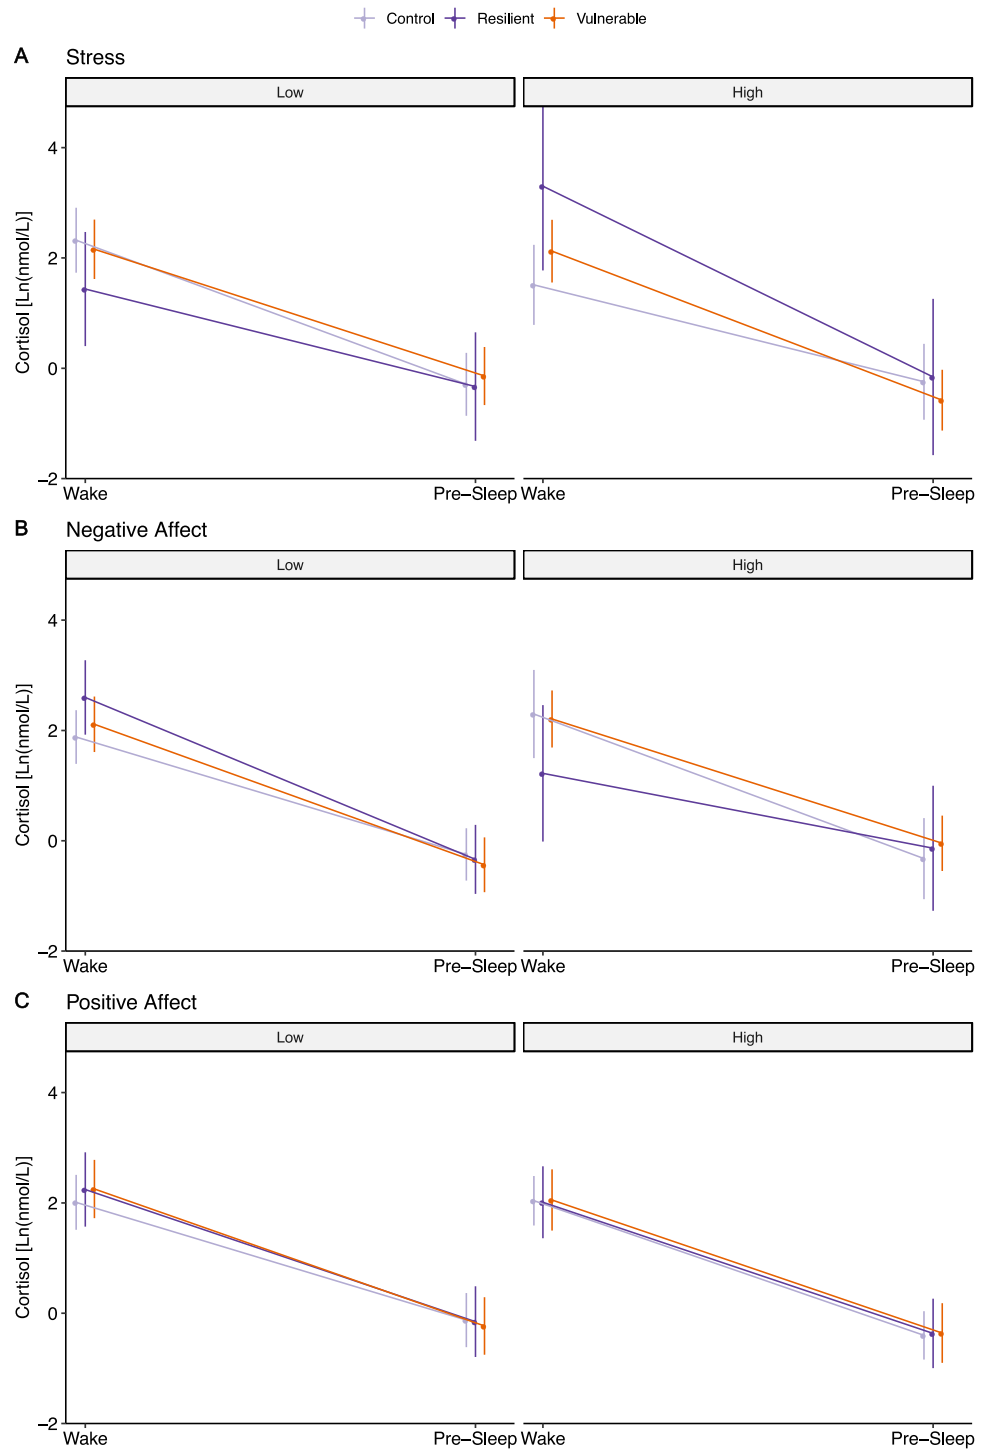 Control Resilient Vulnerable
A Stress
Low High
4
2
0
−2
Cortisol [Ln(nmol/L)]
Wake Pre−Sleep Wake Pre−Sleep
B Negative Affect
Low High
4
2
0
−2
Cortisol [Ln(nmol/L)]
Wake Pre−Sleep Wake Pre−Sleep
C Positive Affect
Low High
4
2
0
−2
Cortisol [Ln(nmol/L)]
Wake Pre−Sleep Wake Pre−Sleep